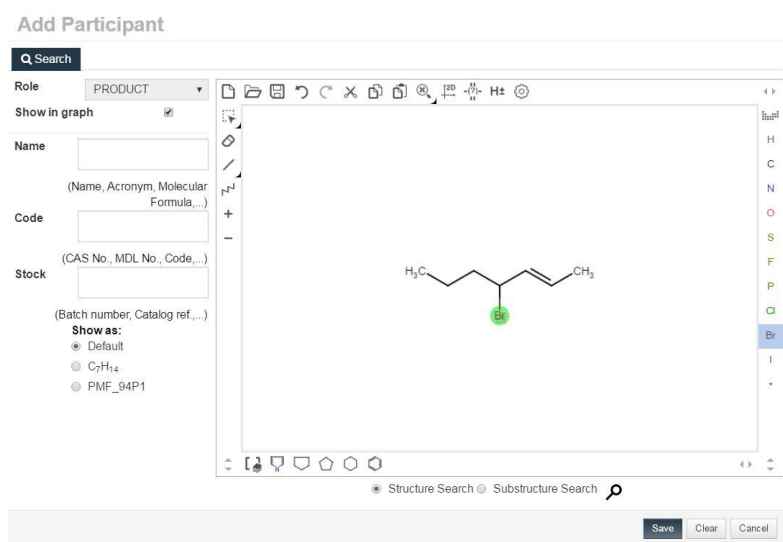 Add Participant
Search
Role PRODUCT
Show in graph
Name
(Name, Acronym, Molecular
Formula,...)
Code
(CAS No., MDL No., Code,...)
Stock
(Batch number, Catalog ref.,...)
Show as:
Default
C₇H₁₄
PMF_94P1
2D
(?)
H±
H
C
N
O
S
F
P
Cl
Br
I
*
H₃C
CH₃
Br
N
Structure Search Substructure Search
Save Clear Cancel